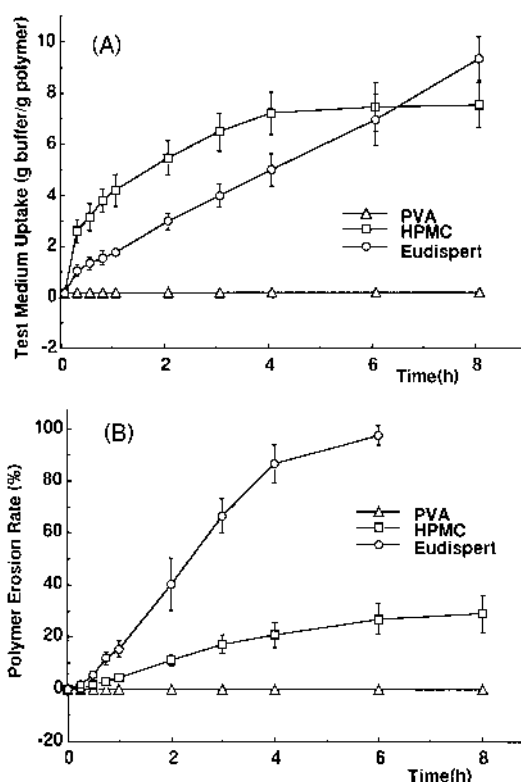 (A)
Test Medium Uptake (g buffer/g polymer)
10
8
6
4
2
0
-2
PVA
HPMC
Eudispert
0 2 4 6 8
Time(h)
(B)
Polymer Erosion Rate (%)
100
80
60
40
20
0
-20
PVA
HPMC
Eudispert
0 2 4 6 8
Time(h)